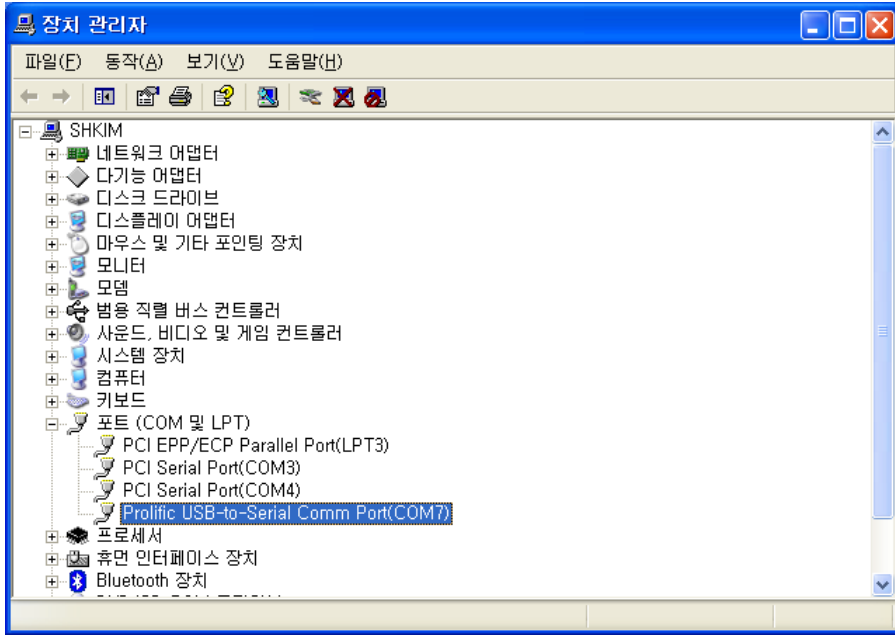 장치 관리자
파일(F) 동작(A) 보기(V) 도움말(H)
SHKIM
네트워크 어댑터
다기능 어댑터
디스크 드라이브
디스플레이 어댑터
마우스 및 기타 포인팅 장치
모니터
모뎀
범용 직렬 버스 컨트롤러
사운드, 비디오 및 게임 컨트롤러
시스템 장치
컴퓨터
키보드
포트 (COM 및 LPT)
PCI EPP/ECP Parallel Port(LPT3)
PCI Serial Port(COM3)
PCI Serial Port(COM4)
Prolific USB-to-Serial Comm Port(COM7)
프로세서
휴먼 인터페이스 장치
Bluetooth 장치